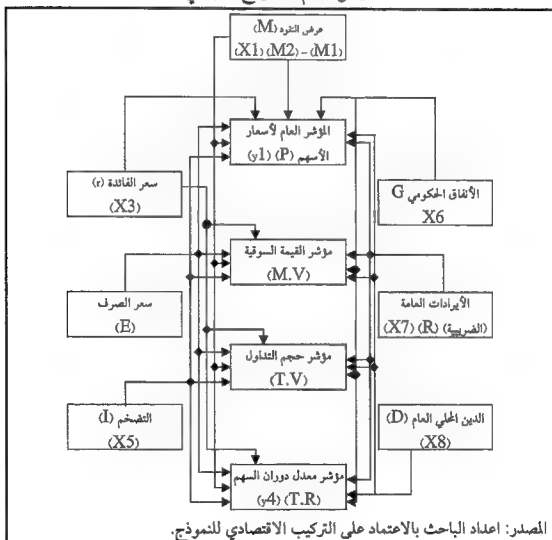 عرض النقود (M)
(X1) (M2) – (M1)
المؤشر العام لأسعار
الأسهم (P) (y1)
سعر الفائدة (r)
(X3)
الأنفاق الحكومي G
X6
مؤشر القيمة السوقية
(M.V)
سعر الصرف
(E)
الأيرادات العامة
(الضريبية) (R) (X7)
مؤشر حجم التداول
(T.V)
التضخم (I)
(X5)
الدين المحلي العام (D)
(X8)
مؤشر معدل دوران السهم
(y4) (T.R)
المصدر: اعداد الباحث بالاعتماد على التركيب الاقتصادي للنموذج.